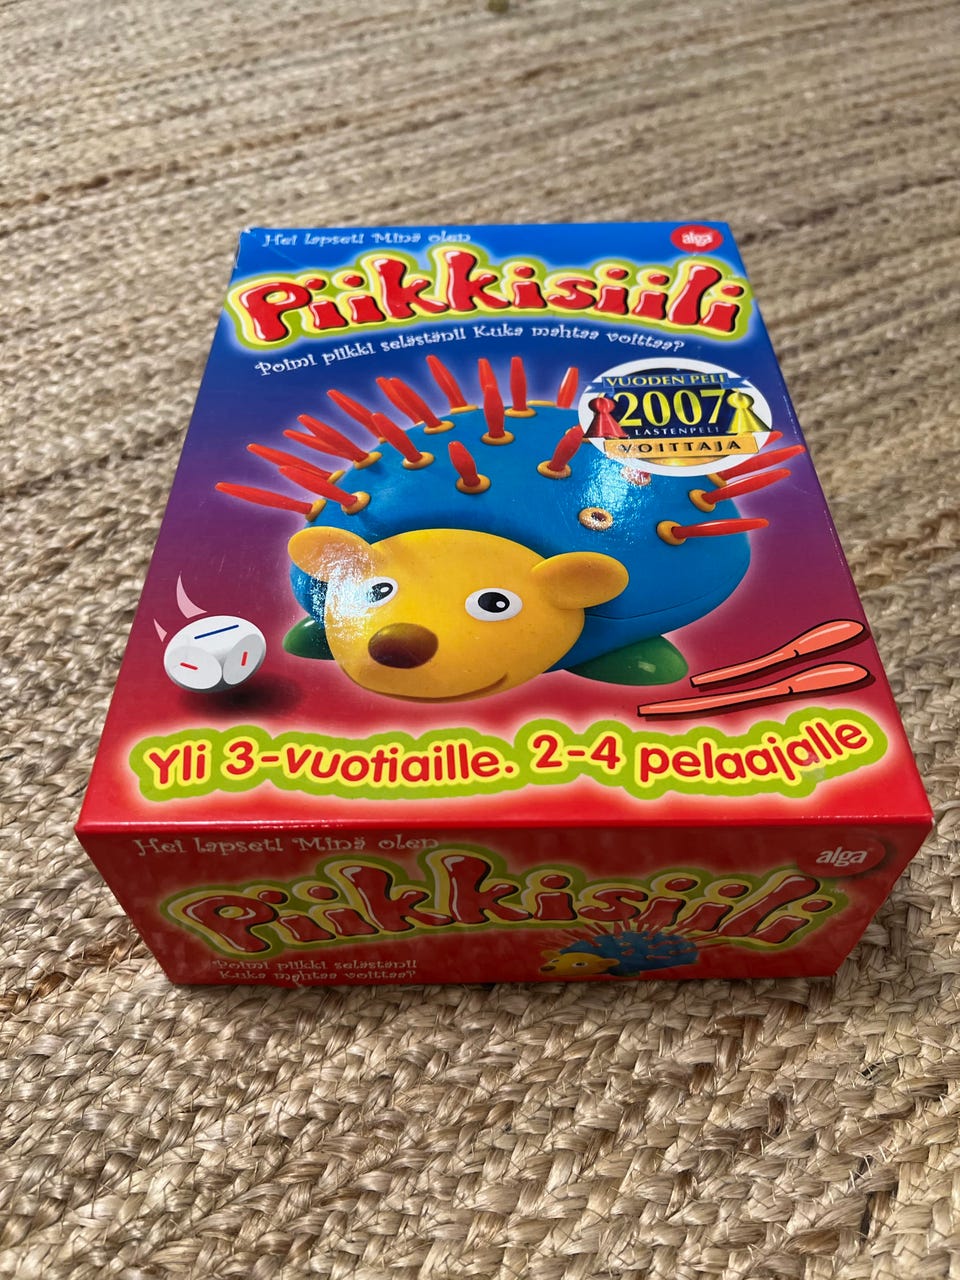 Hei lapset! Minä olen
alga
Piikkisiili
Poimi piikki selästäni! Kuka mahtaa voittaa?
VUODEN PELI
2007
LASTENPELI
VOITTAJA
Yli 3-vuotiaille. 2-4 pelaajalle
Hei lapset! Minä olen
alga
Piikkisiili™
Poimi piikki selästäni!
Kuka mahtaa voittaa?